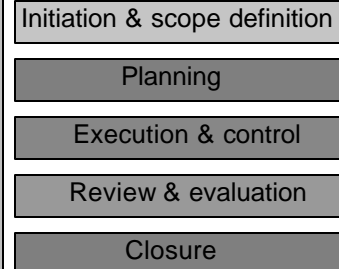 Initiation & scope definition
Planning
Execution & control
Review & evaluation
Closure